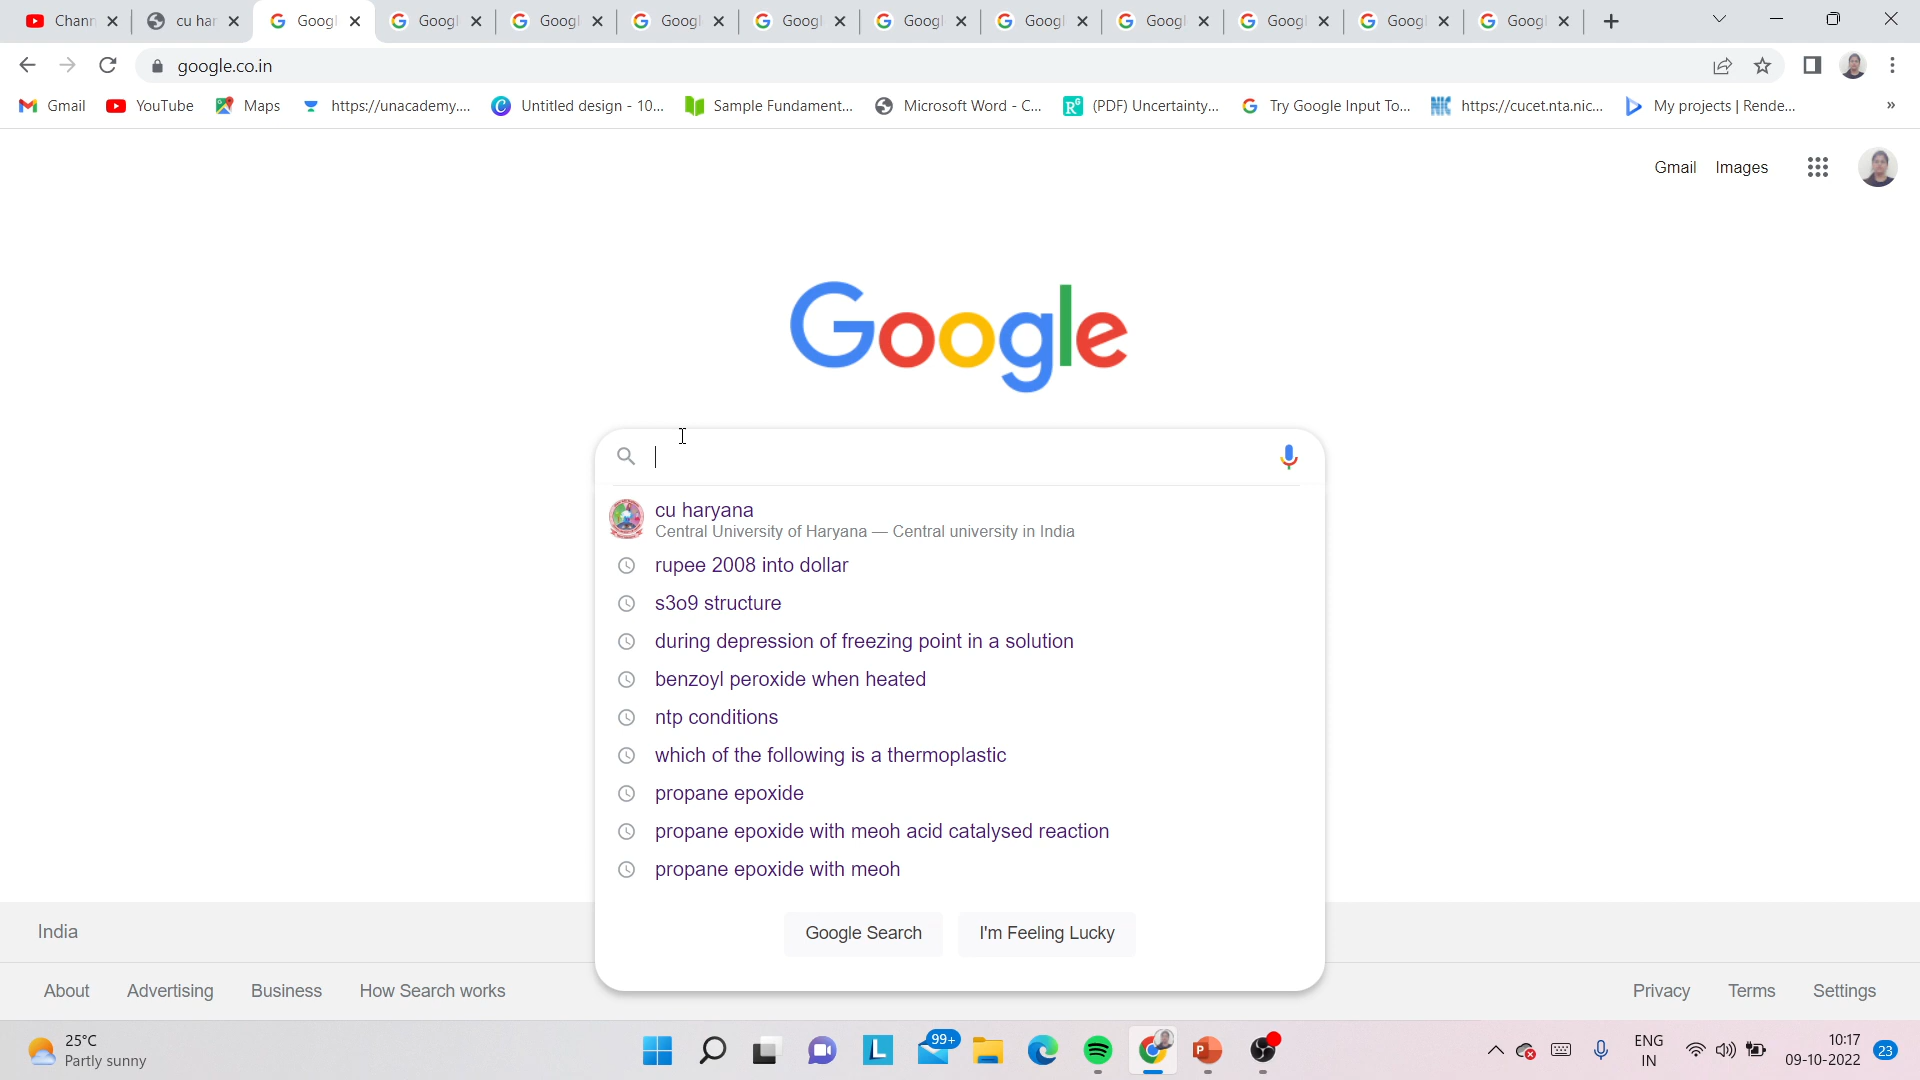 Chann
cu har
Googl
Googl
Googl
Googl
Googl
Googl
Googl
Googl
Googl
Googl
Googl
google.co.in
Gmail
YouTube
Maps
https://unacademy....
Untitled design - 10...
Sample Fundament...
Microsoft Word - C...
(PDF) Uncertainty...
Try Google Input To...
https://cucet.nta.nic...
My projects | Rende...
»
Gmail
Images
Google
cu haryana
Central University of Haryana — Central university in India
rupee 2008 into dollar
s3o9 structure
during depression of freezing point in a solution
benzoyl peroxide when heated
ntp conditions
which of the following is a thermoplastic
propane epoxide
propane epoxide with meoh acid catalysed reaction
propane epoxide with meoh
Google Search
I'm Feeling Lucky
India
About
Advertising
Business
How Search works
Privacy
Terms
Settings
25°C
Partly sunny
L
99+
ENG
IN
10:17
09-10-2022
23